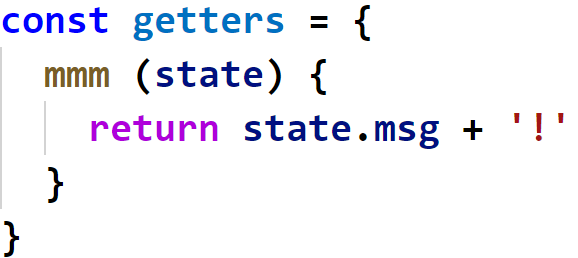 const getters = {
  mmm (state) {
    return state.msg + '!'
  }
}